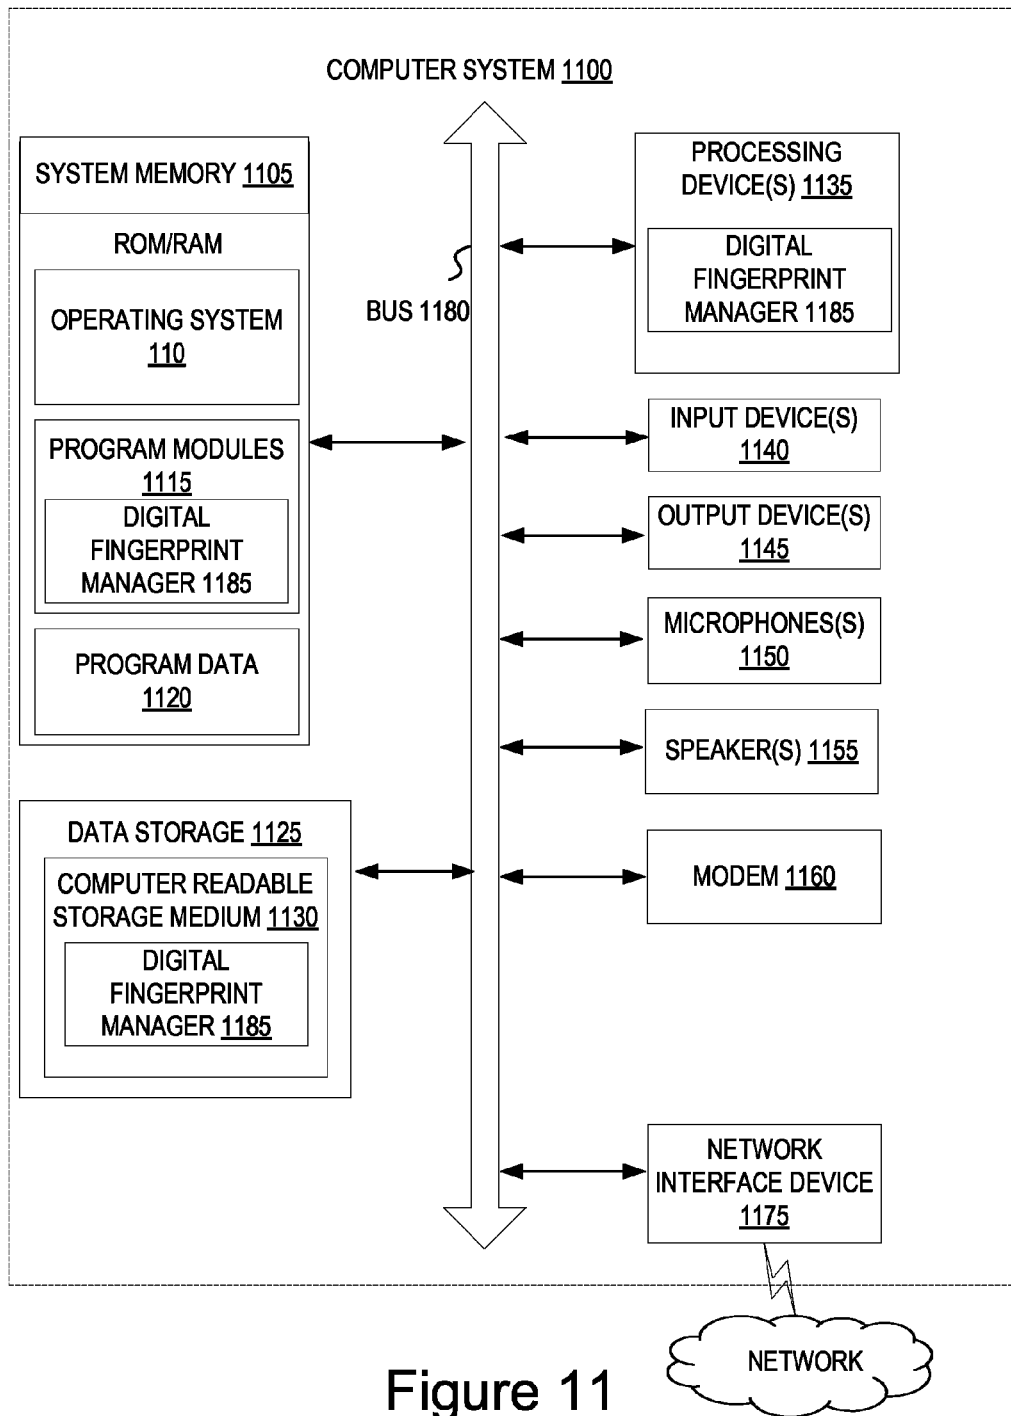 COMPUTER SYSTEM 1100
SYSTEM MEMORY 1105
ROM/RAM
OPERATING SYSTEM
110
PROGRAM MODULES
1115
DIGITAL
FINGERPRINT
MANAGER 1185
PROGRAM DATA
1120
DATA STORAGE 1125
COMPUTER READABLE
STORAGE MEDIUM 1130
DIGITAL
FINGERPRINT
MANAGER 1185
BUS 1180
PROCESSING
DEVICE(S) 1135
DIGITAL
FINGERPRINT
MANAGER 1185
INPUT DEVICE(S)
1140
OUTPUT DEVICE(S)
1145
MICROPHONES(S)
1150
SPEAKER(S) 1155
MODEM 1160
NETWORK
INTERFACE DEVICE
1175
NETWORK
Figure 11